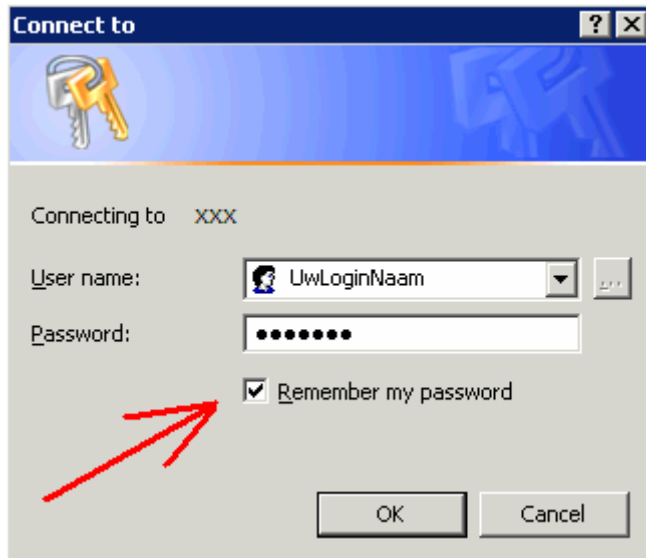 Connect to
Connecting to xxx
User name: UwLoginNaam
Password: •••••••
Remember my password
OK Cancel